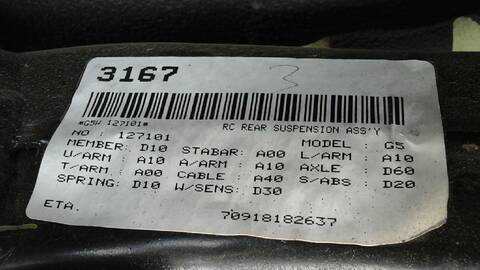 3167
3
*G5W 127101*
RC REAR SUSPENSION ASS'Y
NO : 127101 MODEL : G5
MEMBER: D10 STABAR: A00 L/ARM : A10
U/ARM : A10 A/ARM : A10 AXLE : D60
T/ARM : A00 CABLE : A40 S/ABS : D20
SPRING: D10 W/SENS: D30
ETA. 70918182637